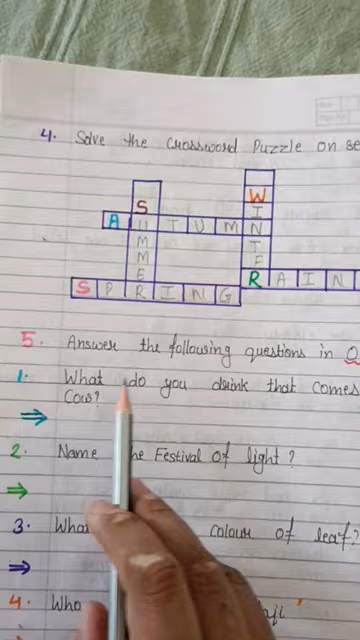 4. Solve the Crossword Puzzle on se
W
S I
A U T U M N
M T
M E
E R A I N
S P R I N G
5. Answer the following questions in O
1. What do you drink that comes
Cow?
⇒
2. Name the Festival of light?
⇒
3. What colour of leaf?
⇒
4. Who